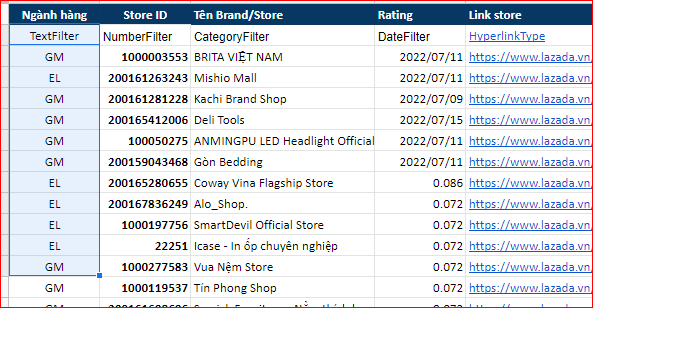 Ngành hàng Store ID Tên Brand/Store Rating Link store
TextFilter NumberFilter CategoryFilter DateFilter HyperlinkType
GM 1000003553 BRITA VIỆT NAM 2022/07/11 https://www.lazada.vn,
EL 200161263243 Mishio Mall 2022/07/11 https://www.lazada.vn,
GM 200161281228 Kachi Brand Shop 2022/07/09 https://www.lazada.vn,
GM 200165412006 Deli Tools 2022/07/15 https://www.lazada.vn,
GM 100050275 ANMINGPU LED Headlight Official 2022/07/11 https://www.lazada.vn,
GM 200159043468 Gòn Bedding 2022/07/11 https://www.lazada.vn,
EL 200165280655 Coway Vina Flagship Store 0.086 https://www.lazada.vn,
EL 200167836249 Alo_Shop. 0.072 https://www.lazada.vn,
EL 1000197756 SmartDevil Official Store 0.072 https://www.lazada.vn,
EL 22251 Icase - In ốp chuyên nghiệp 0.072 https://www.lazada.vn,
GM 1000277583 Vua Nệm Store 0.072 https://www.lazada.vn,
GM 1000119537 Tín Phong Shop 0.072 https://www.lazada.vn,
GM 0.072